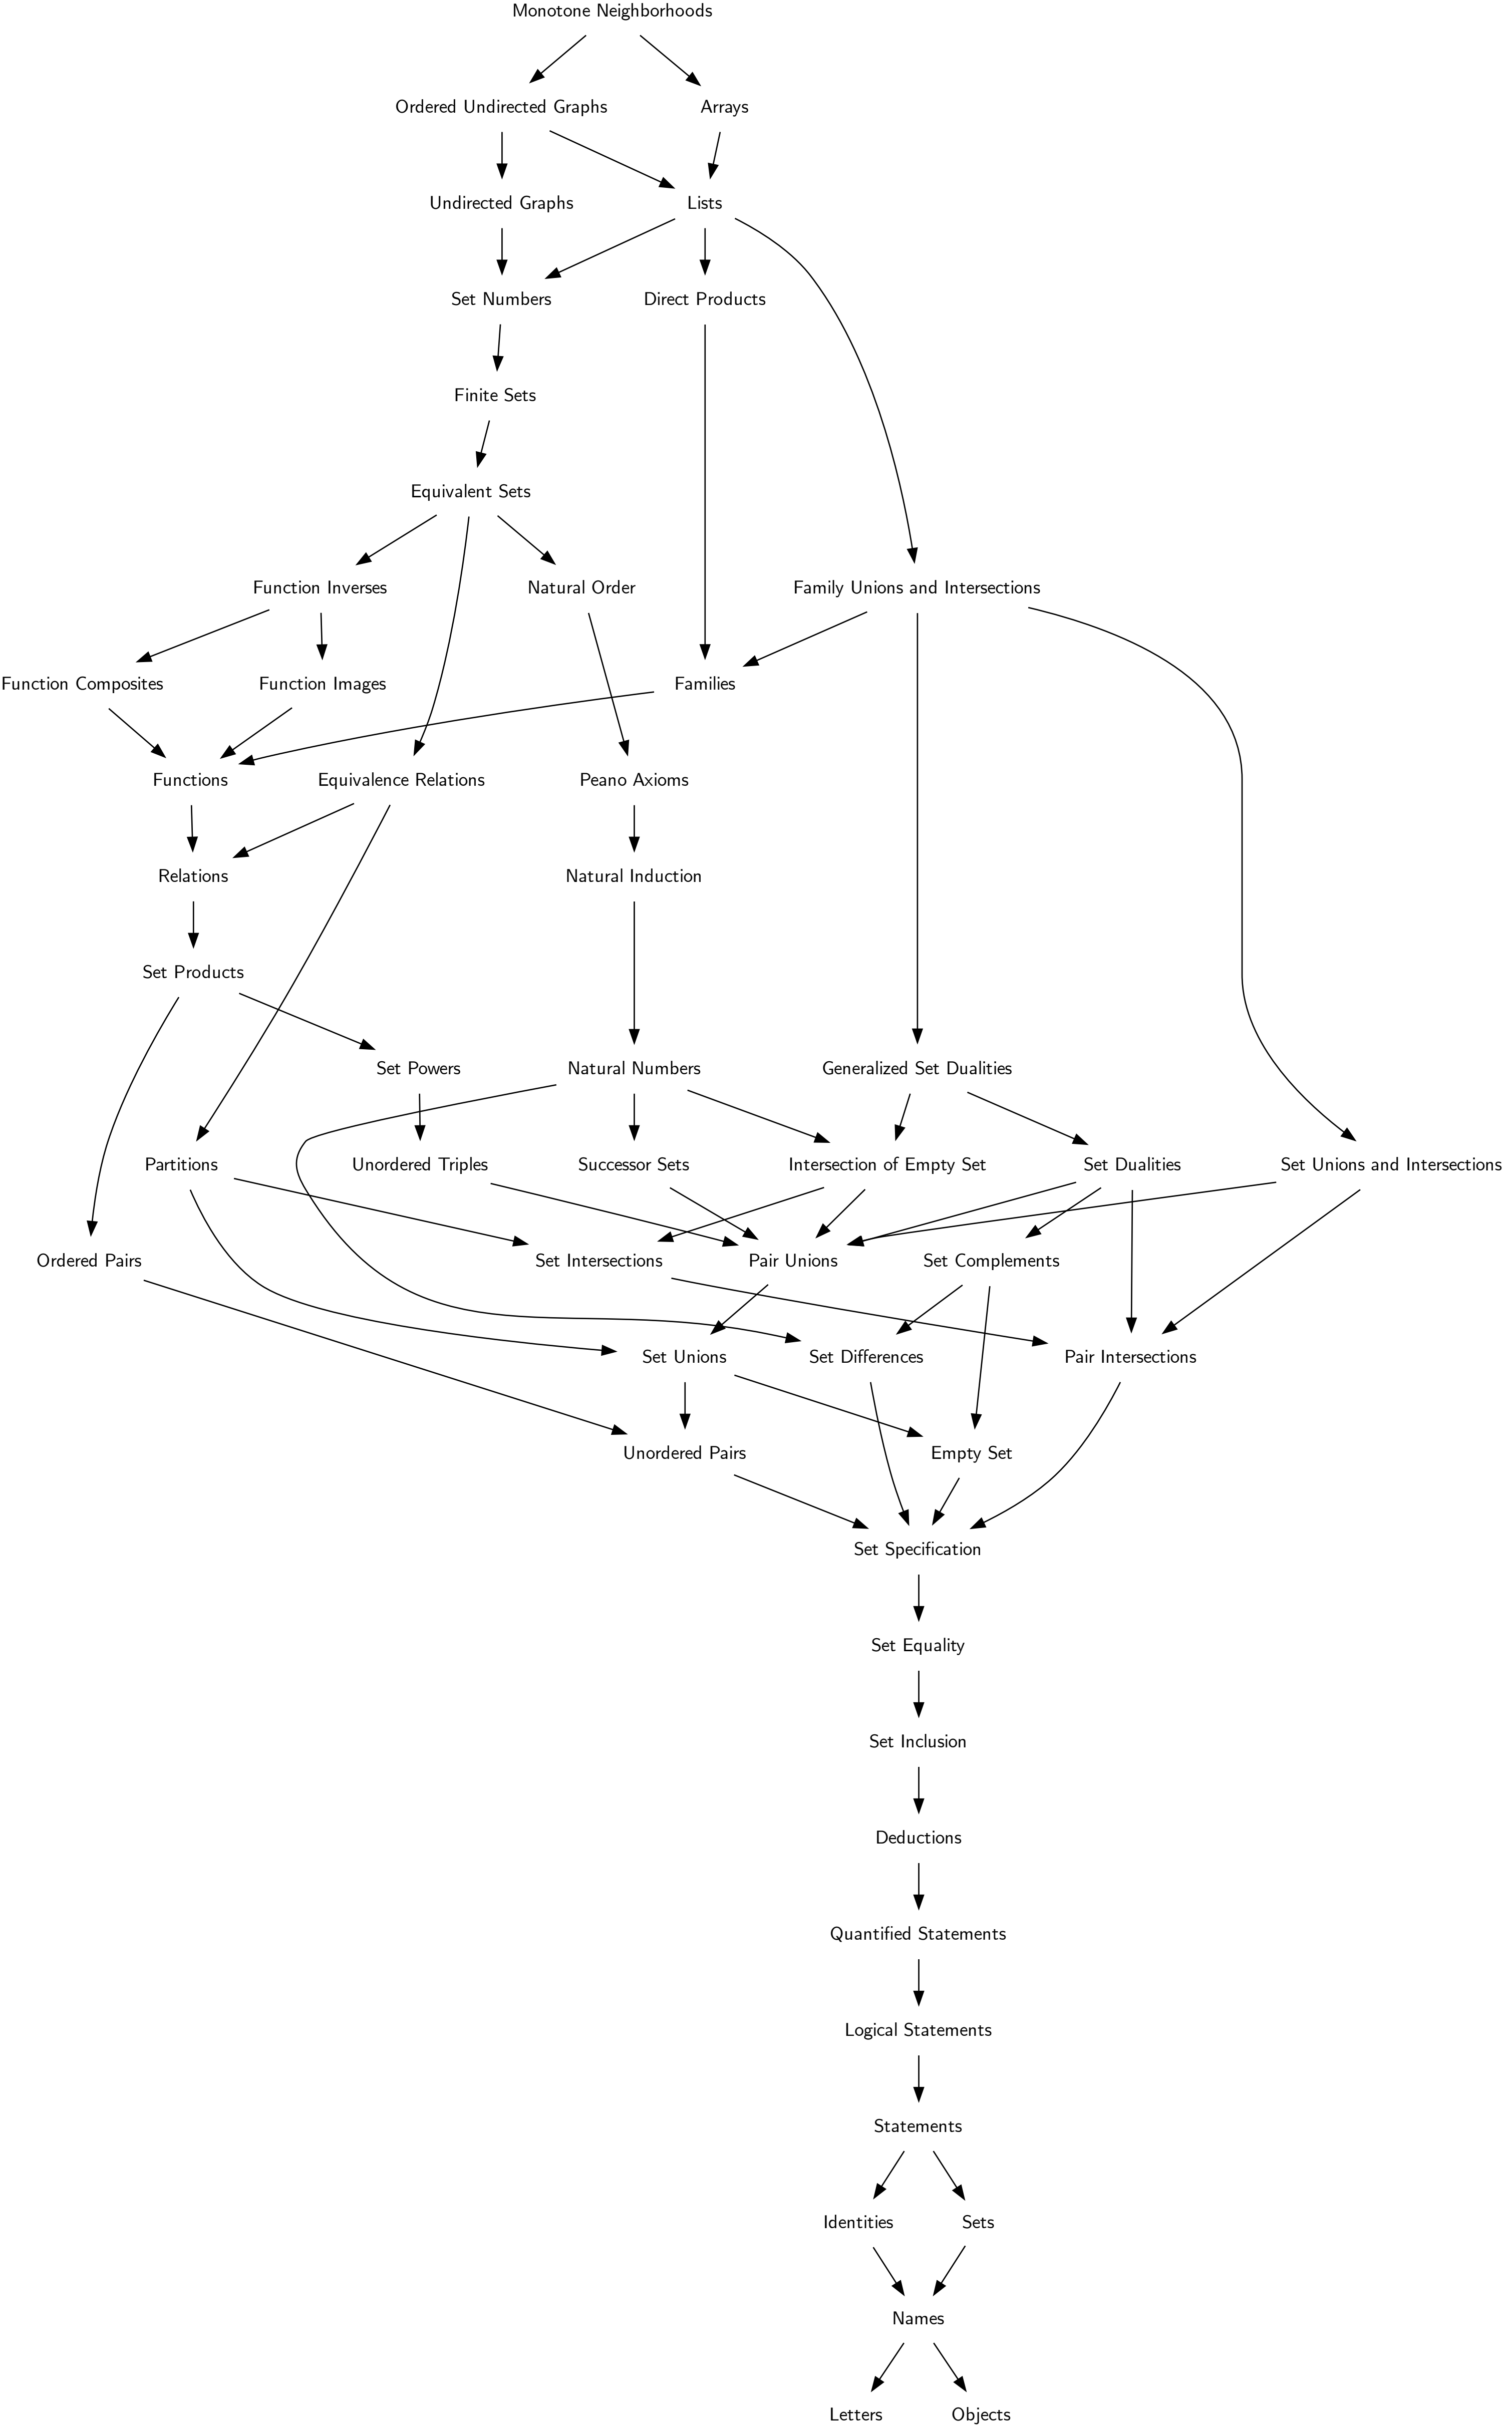 Monotone Neighborhoods
Ordered Undirected Graphs
Arrays
Undirected Graphs
Lists
Set Numbers
Direct Products
Finite Sets
Equivalent Sets
Function Inverses
Natural Order
Family Unions and Intersections
Function Composites
Function Images
Families
Functions
Equivalence Relations
Peano Axioms
Relations
Natural Induction
Set Products
Set Powers
Natural Numbers
Generalized Set Dualities
Partitions
Unordered Triples
Successor Sets
Intersection of Empty Set
Set Dualities
Set Unions and Intersections
Ordered Pairs
Set Intersections
Pair Unions
Set Complements
Set Unions
Set Differences
Pair Intersections
Unordered Pairs
Empty Set
Set Specification
Set Equality
Set Inclusion
Deductions
Quantified Statements
Logical Statements
Statements
Identities
Sets
Names
Letters
Objects